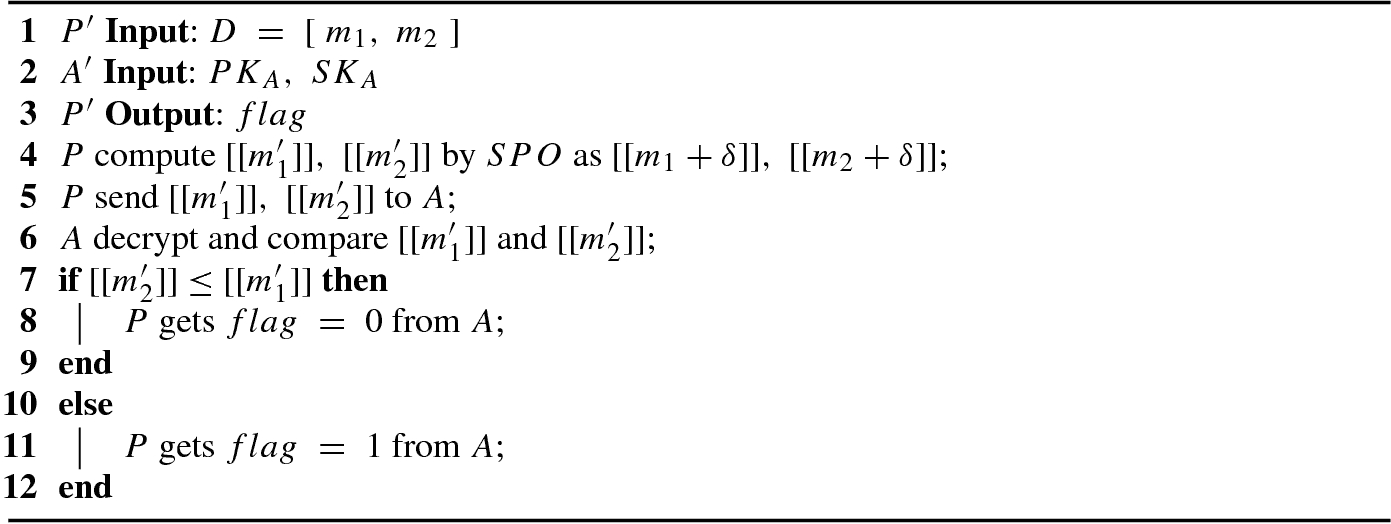 1 P′ Input: D = [ m₁, m₂ ]
2 A′ Input: PK_A, SK_A
3 P′ Output: flag
4 P compute [[m′₁]], [[m′₂]] by SPO as [[m₁ + δ]], [[m₂ + δ]];
5 P send [[m′₁]], [[m′₂]] to A;
6 A decrypt and compare [[m′₁]] and [[m′₂]];
7 if [[m′₂]] ≤ [[m′₁]] then
8 | P gets flag = 0 from A;
9 end
10 else
11 | P gets flag = 1 from A;
12 end